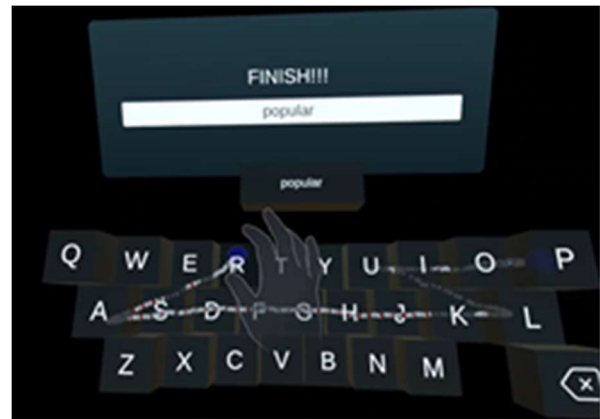 FINISH!!!
popular
popular
Q W E R T Y U I O P
A S D F G H J K L
Z X C V B N M